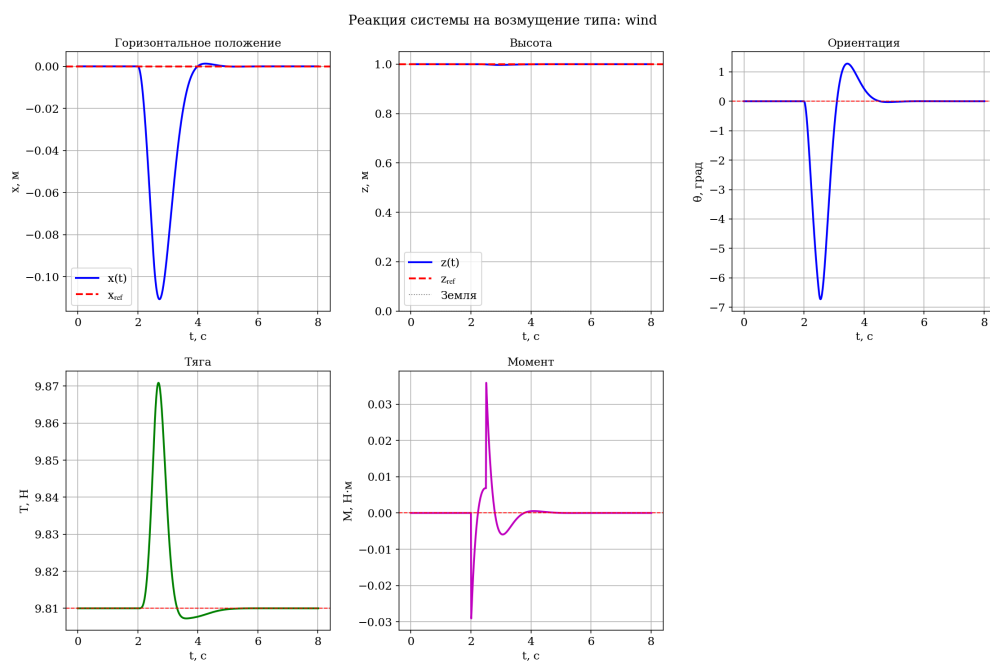 Реакция системы на возмущение типа: wind
Горизонтальное положение
0.00
−0.02
−0.04
−0.06
−0.08
−0.10
x, м
x(t)
xref
0 2 4 6 8
t, с
Высота
1.0
0.8
0.6
0.4
0.2
0.0
z, м
z(t)
zref
Земля
0 2 4 6 8
t, с
Ориентация
1
0
−1
−2
−3
−4
−5
−6
−7
θ, град
0 2 4 6 8
t, с
Тяга
9.87
9.86
9.85
9.84
9.83
9.82
9.81
T, Н
0 2 4 6 8
t, с
Момент
0.03
0.02
0.01
0.00
−0.01
−0.02
−0.03
M, Н·м
0 2 4 6 8
t, с